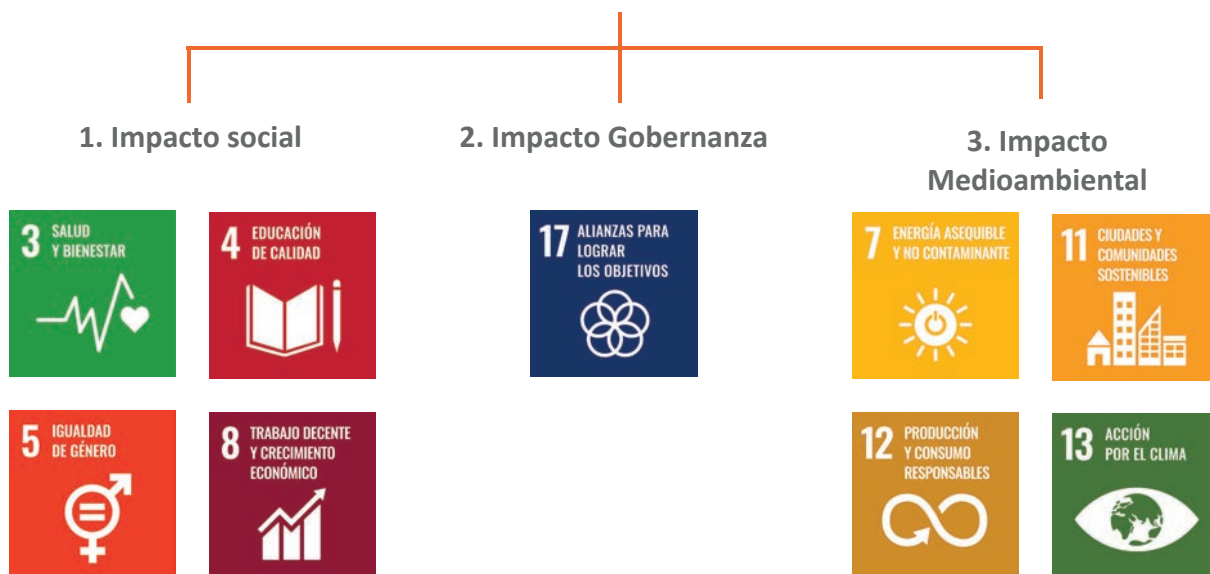 1. Impacto social
2. Impacto Gobernanza
3. Impacto
Medioambiental
3 SALUD
Y BIENESTAR
4 EDUCACIÓN
DE CALIDAD
5 IGUALDAD
DE GÉNERO
8 TRABAJO DECENTE
Y CRECIMIENTO
ECONÓMICO
17 ALIANZAS PARA
LOGRAR
LOS OBJETIVOS
7 ENERGÍA ASEQUIBLE
Y NO CONTAMINANTE
11 CIUDADES Y
COMUNIDADES
SOSTENIBLES
12 PRODUCCIÓN
Y CONSUMO
RESPONSABLES
13 ACCIÓN
POR EL CLIMA